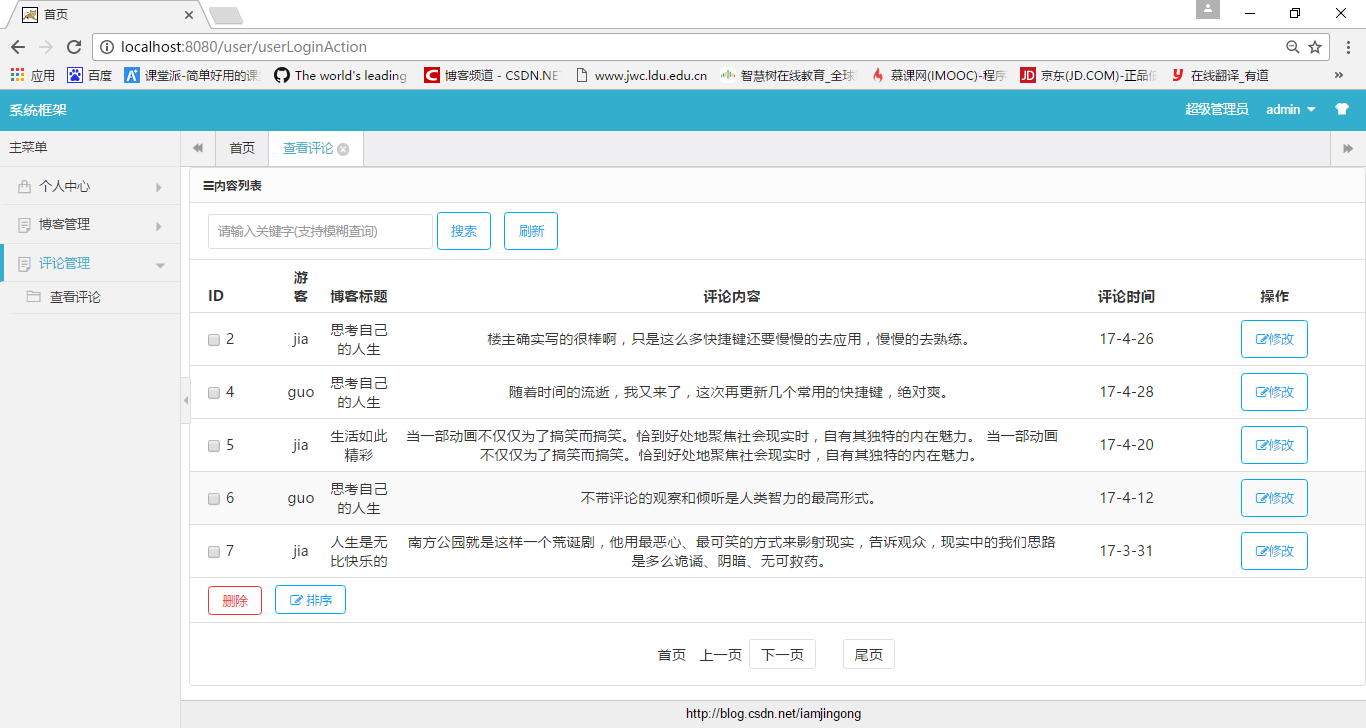 首页
localhost:8080/user/userLoginAction
应用 百度 课堂派-简单好用的课 The world's leading 博客频道 - CSDN.NE www.jwc.ldu.edu.cn 智慧树在线教育_全球 慕课网(IMOOC)-程序 京东(JD.COM)-正品低 在线翻译_有道
系统框架 超级管理员 admin
主菜单 首页 查看评论
个人中心
博客管理
评论管理
查看评论
内容列表
请输入关键字(支持模糊查询) 搜索 刷新
ID 游客 博客标题 评论内容 评论时间 操作
2 jia 思考自己 楼主确实写的很棒啊，只是这么多快捷键还要慢慢的去应用，慢慢的去熟练。 17-4-26 修改
的人生
4 guo 思考自己 随着时间的流逝，我又来了，这次再更新几个常用的快捷键，绝对爽。 17-4-28 修改
的人生
5 jia 生活如此 当一部动画不仅仅为了搞笑而搞笑。恰到好处地聚焦社会现实时，自有其独特的内在魅力。 当一部动画 17-4-20 修改
精彩 不仅仅为了搞笑而搞笑。恰到好处地聚焦社会现实时，自有其独特的内在魅力。
6 guo 思考自己 不带评论的观察和倾听是人类智力的最高形式。 17-4-12 修改
的人生
7 jia 人生是无 南方公园就是这样一个荒诞剧，他用最恶心、最可笑的方式来影射现实，告诉观众，现实中的我们思路 17-3-31 修改
比快乐的 是多么诡谲、阴暗、无可救药。
删除 排序
首页 上一页 下一页 尾页
http://blog.csdn.net/iamjingong